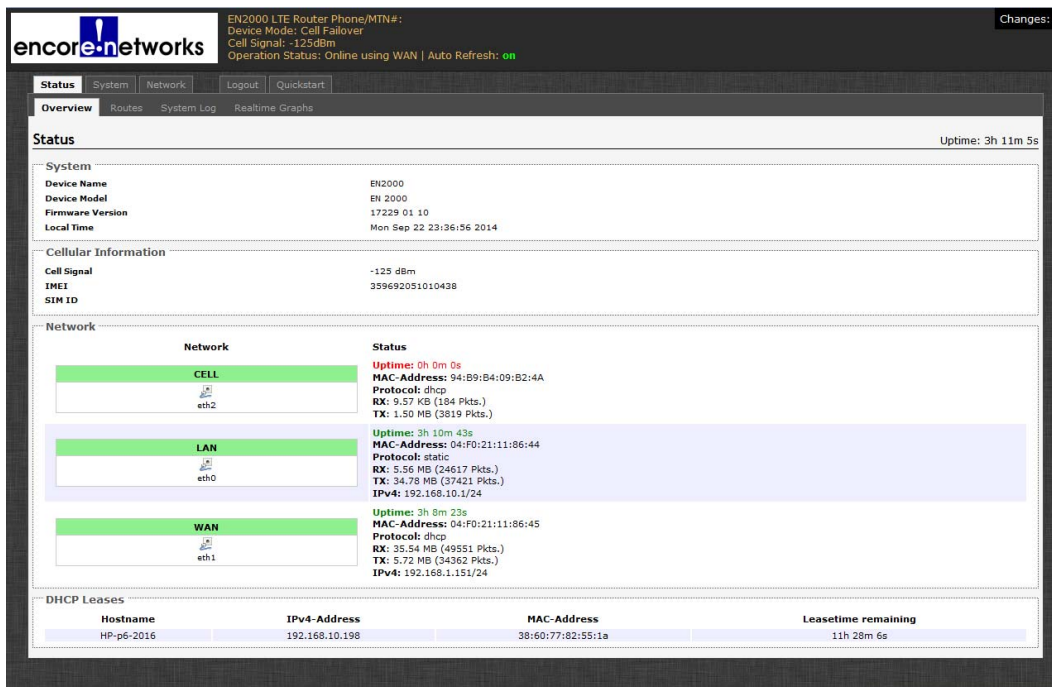 encore!networks
EN2000 LTE Router Phone/MTN#:
Device Mode: Cell Failover
Cell Signal: -125dBm
Operation Status: Online using WAN | Auto Refresh: on
Changes:
Status System Network Logout Quickstart
Overview Routes System Log Realtime Graphs
Status Uptime: 3h 11m 5s
System
Device Name EN2000
Device Model EN 2000
Firmware Version 17229 01 10
Local Time Mon Sep 22 23:36:56 2014
Cellular Information
Cell Signal -125 dBm
IMEI 359692051010438
SIM ID
Network
Network Status
CELL
eth2
Uptime: 0h 0m 0s
MAC-Address: 94:B9:B4:09:B2:4A
Protocol: dhcp
RX: 9.57 KB (184 Pkts.)
TX: 1.50 MB (3819 Pkts.)
LAN
eth0
Uptime: 3h 10m 43s
MAC-Address: 04:F0:21:11:86:44
Protocol: static
RX: 5.56 MB (24617 Pkts.)
TX: 34.78 MB (37421 Pkts.)
IPv4: 192.168.10.1/24
WAN
eth1
Uptime: 3h 8m 23s
MAC-Address: 04:F0:21:11:86:45
Protocol: dhcp
RX: 35.54 MB (49551 Pkts.)
TX: 5.72 MB (34362 Pkts.)
IPv4: 192.168.1.151/24
DHCP Leases
Hostname IPv4-Address MAC-Address Leasetime remaining
HP-p6-2016 192.168.10.198 38:60:77:82:55:1a 11h 28m 6s